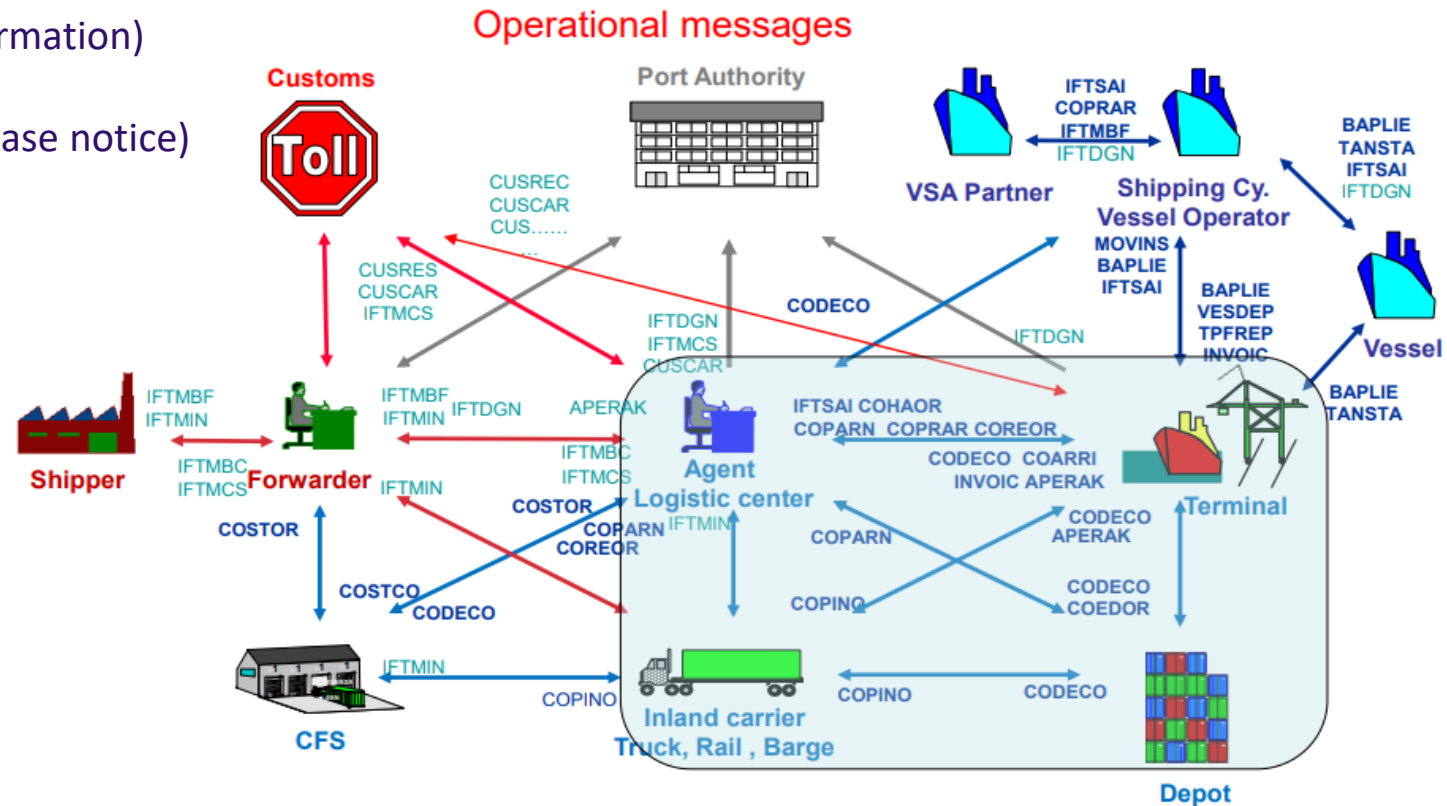 rmation)
ase notice)
Operational messages
Customs
Toll
Port Authority
VSA Partner
IFTSAI
COPRAR
IFTMBF
IFTDGN
Shipping Cy.
Vessel Operator
BAPLIE
TANSTA
IFTSAI
IFTDGN
Vessel
MOVINS
BAPLIE
IFTSAI
BAPLIE
VESDEP
TPFREP
INVOIC
BAPLIE
TANSTA
CUSREC
CUSCAR
CUS......
...
CUSRES
CUSCAR
IFTMCS
IFTDGN
IFTMCS
CUSCAR
CODECO
IFTDGN
Shipper
IFTMBF
IFTMIN
IFTMBC
IFTMCS
Forwarder
IFTMBF
IFTMIN
IFTDGN
APERAK
IFTMBC
IFTMCS
IFTMIN
Agent
Logistic center
IFTSAI COHAOR
COPARN COPRAR COREOR
CODECO COARRI
INVOIC APERAK
Terminal
COSTOR
COSTOR
COPARN
COREOR
IFTMIN
COPARN
CODECO
APERAK
COSTCO
CODECO
COPINO
CODECO
COEDOR
CFS
IFTMIN
COPINO
Inland carrier
Truck, Rail , Barge
COPINO
CODECO
Depot